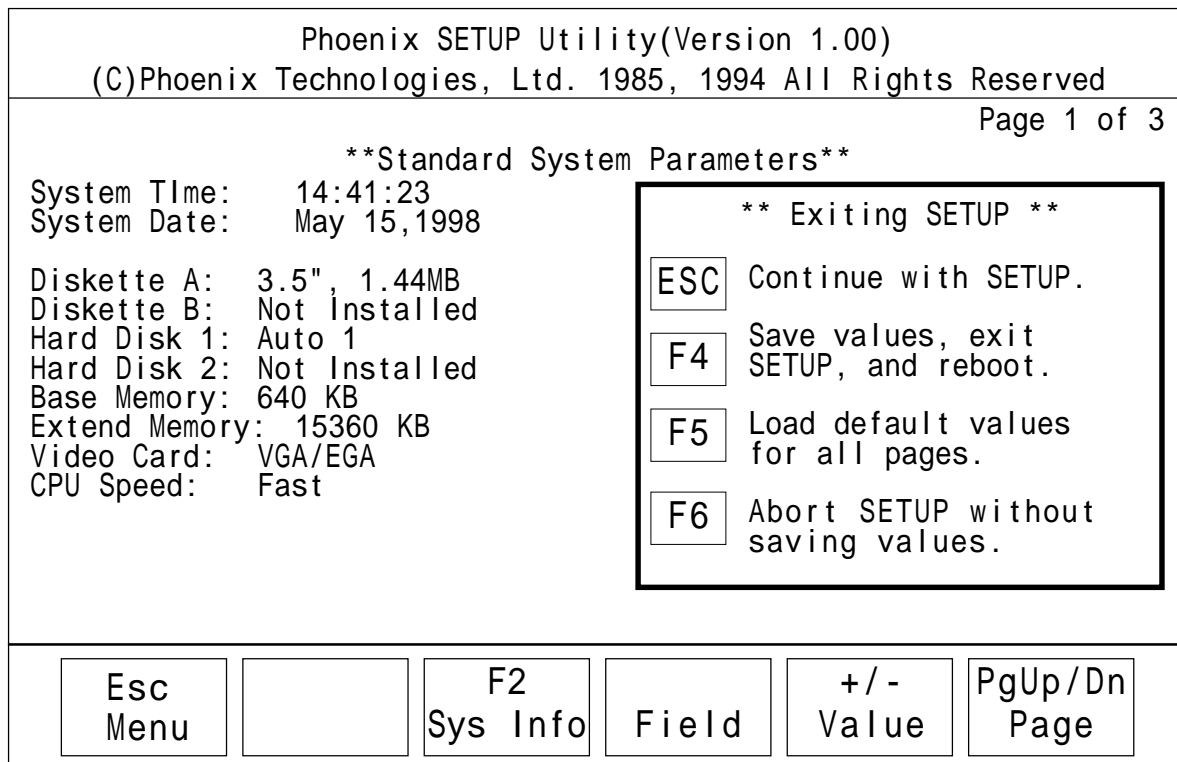 Phoenix SETUP Utility(Version 1.00)
(C)Phoenix Technologies, Ltd. 1985, 1994 All Rights Reserved
Page 1 of 3
**Standard System Parameters**
System TIme: 14:41:23
System Date: May 15,1998
Diskette A: 3.5", 1.44MB
Diskette B: Not Installed
Hard Disk 1: Auto 1
Hard Disk 2: Not Installed
Base Memory: 640 KB
Extend Memory: 15360 KB
Video Card: VGA/EGA
CPU Speed: Fast
** Exiting SETUP **
ESC Continue with SETUP.
F4 Save values, exit
SETUP, and reboot.
F5 Load default values
for all pages.
F6 Abort SETUP without
saving values.
Esc
Menu
F2
Sys Info
Field
+/-
Value
PgUp/Dn
Page